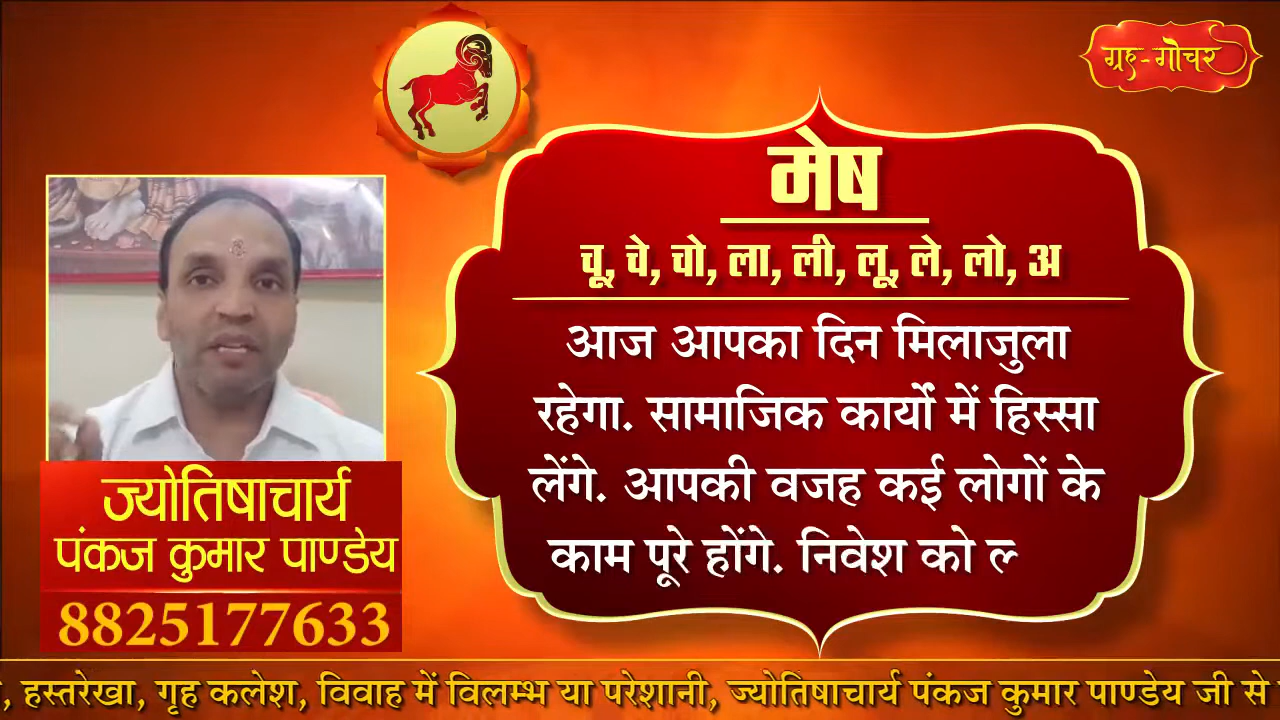 ग्रह-गोचर
मेष
चू, चे, चो, ला, ली, लू, ले, लो, अ
आज आपका दिन मिलाजुला
रहेगा. सामाजिक कार्यों में हिस्सा
लेंगे. आपकी वजह कई लोगों के
काम पूरे होंगे. निवेश को
ज्योतिषाचार्य
पंकज कुमार पाण्डेय
8825177633
, हस्तरेखा, गृह कलेश, विवाह में विलम्भ या परेशानी, ज्योतिषाचार्य पंकज कुमार पाण्डेय जी से